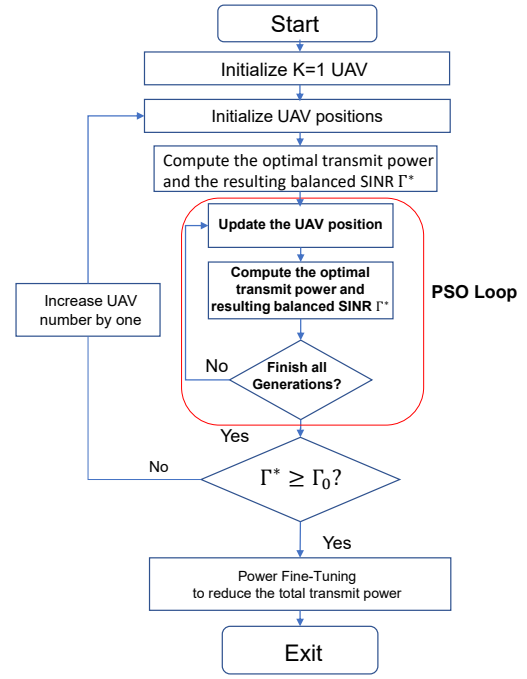 Start
Initialize K=1 UAV
Initialize UAV positions
Compute the optimal transmit power
and the resulting balanced SINR Γ*
Update the UAV position
Compute the optimal
transmit power and
resulting balanced SINR Γ*
PSO Loop
Increase UAV
number by one
No
Finish all
Generations?
Yes
No
Γ* ≥ Γ₀?
Yes
Power Fine-Tuning
to reduce the total transmit power
Exit